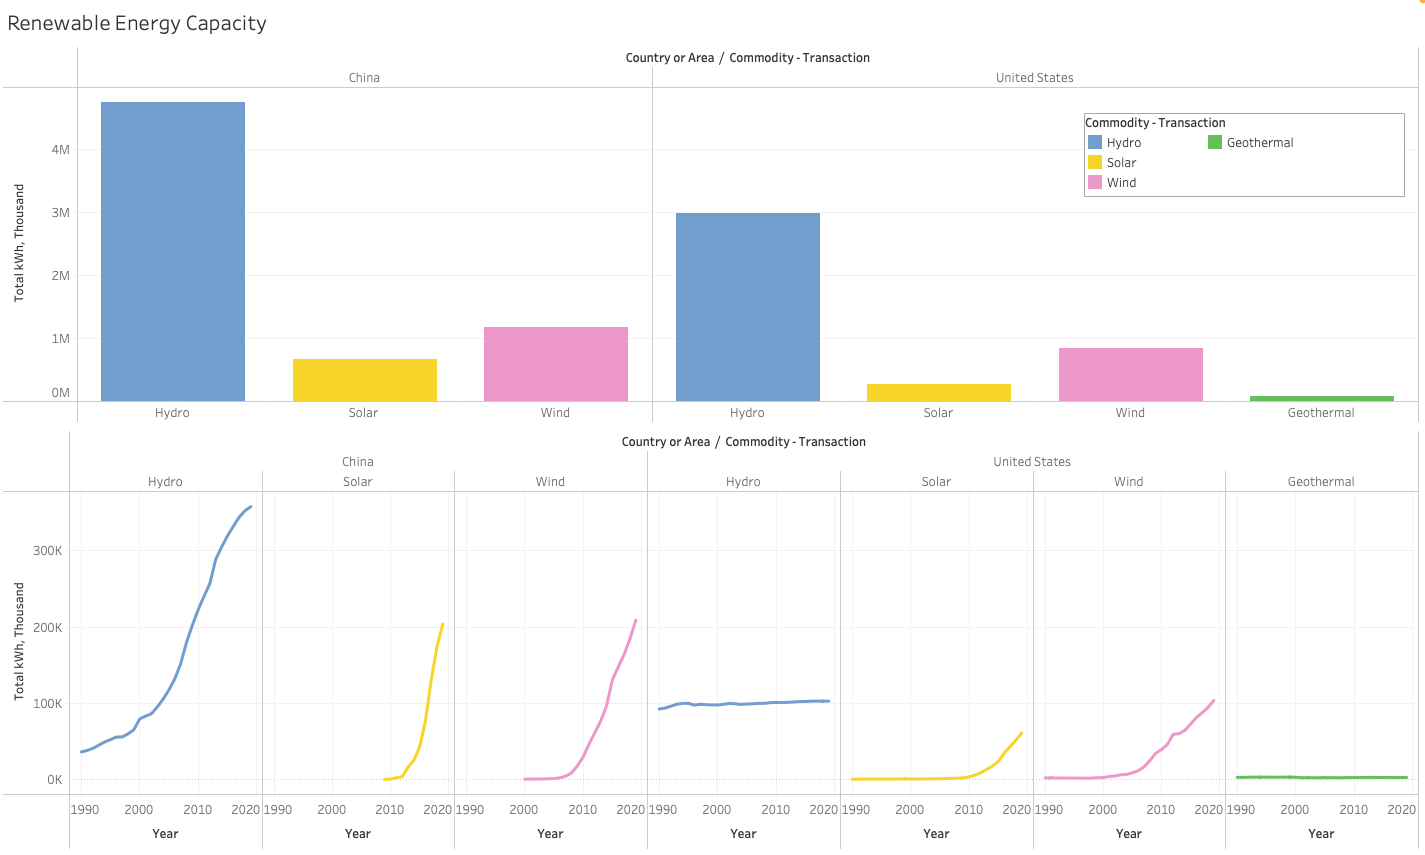 Renewable Energy Capacity
Country or Area / Commodity - Transaction
China United States
Commodity - Transaction
Hydro Geothermal
Solar
Wind
Total kWh, Thousand
4M
3M
2M
1M
0M
Hydro Solar Wind Hydro Solar Wind Geothermal
Country or Area / Commodity - Transaction
China United States
Hydro Solar Wind Hydro Solar Wind Geothermal
Total kWh, Thousand
300K
200K
100K
0K
1990 2000 2010 2020 1990 2000 2010 2020 1990 2000 2010 2020 1990 2000 2010 2020 1990 2000 2010 2020 1990 2000 2010 2020 1990 2000 2010 2020
Year Year Year Year Year Year Year